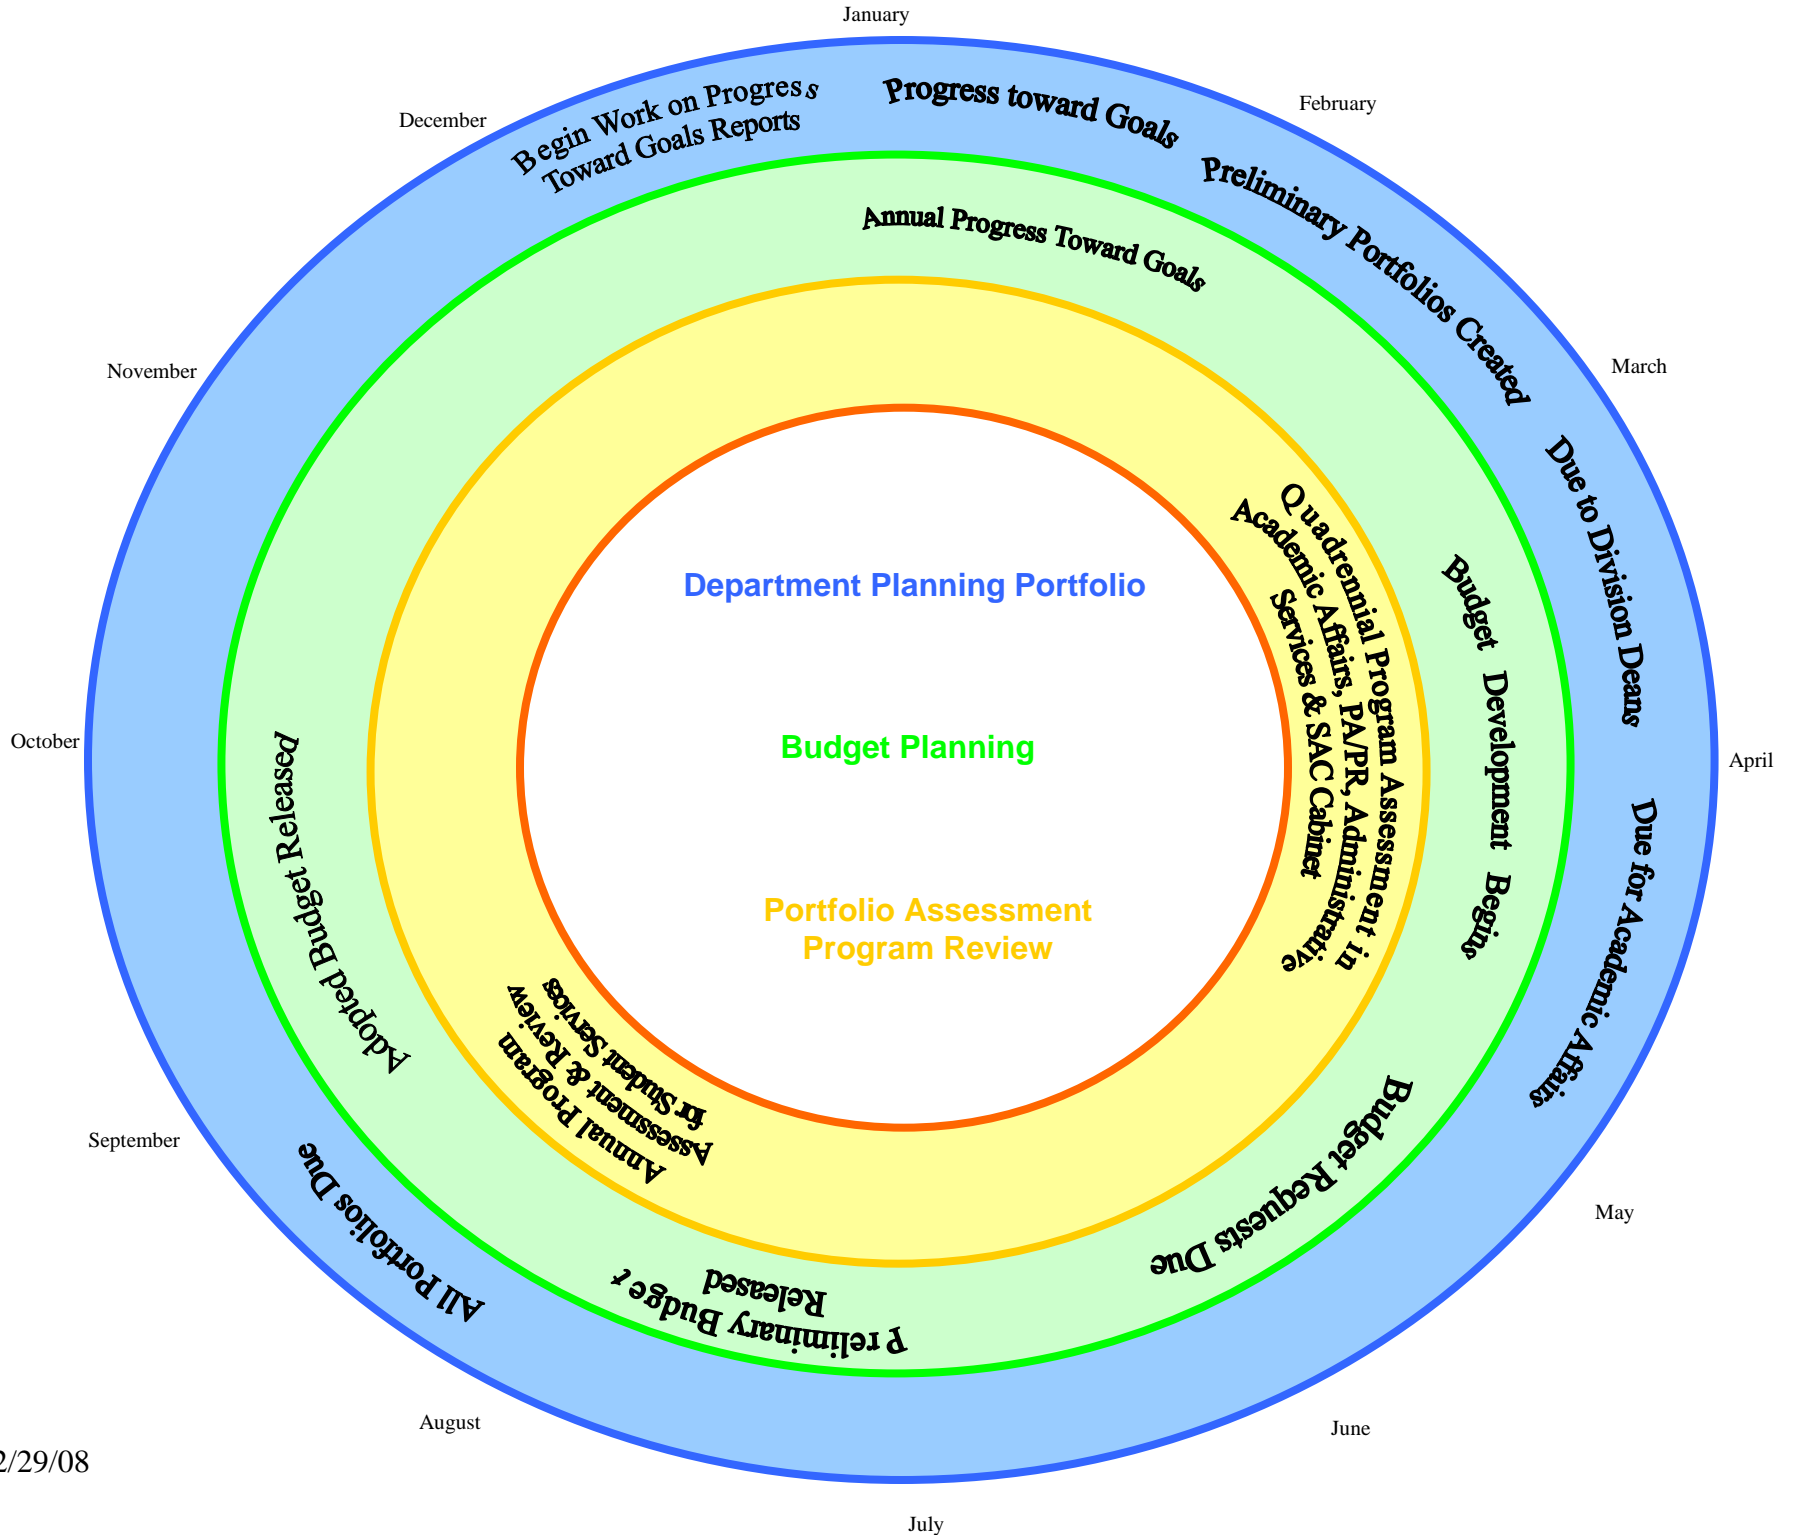 January
February
March
April
May
June
July
August
September
October
November
December
Begin Work on Progress
Toward Goals Reports
Progress toward Goals
Preliminary Portfolios Created
Due to Division Deans
Due for Academic Affairs
All Portfolios Due
Annual Progress Toward Goals
Budget Development Begins
Budget Requests Due
Preliminary Budget
Released
Adopted Budget Released
Quadrennial Program Assessment in
Academic Affairs, PA/PR, Administrative
Services & SAC Cabinet
Annual Program
Assessment & Review
for Student Services
Department Planning Portfolio
Budget Planning
Portfolio Assessment
Program Review
2/29/08